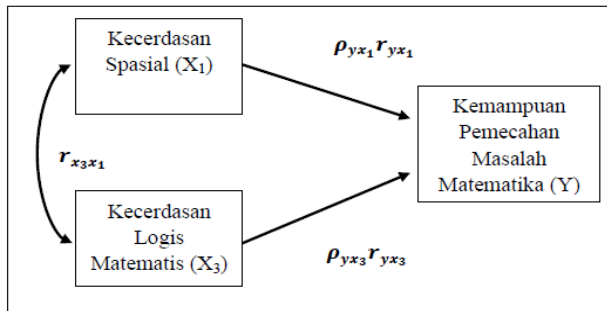 Kecerdasan
Spasial (X₁)
ρyx₁ryx₁
Kemampuan
Pemecahan
Masalah
Matematika (Y)
rx₃x₁
Kecerdasan
Logis
Matematis (X₃)
ρyx₃ryx₃